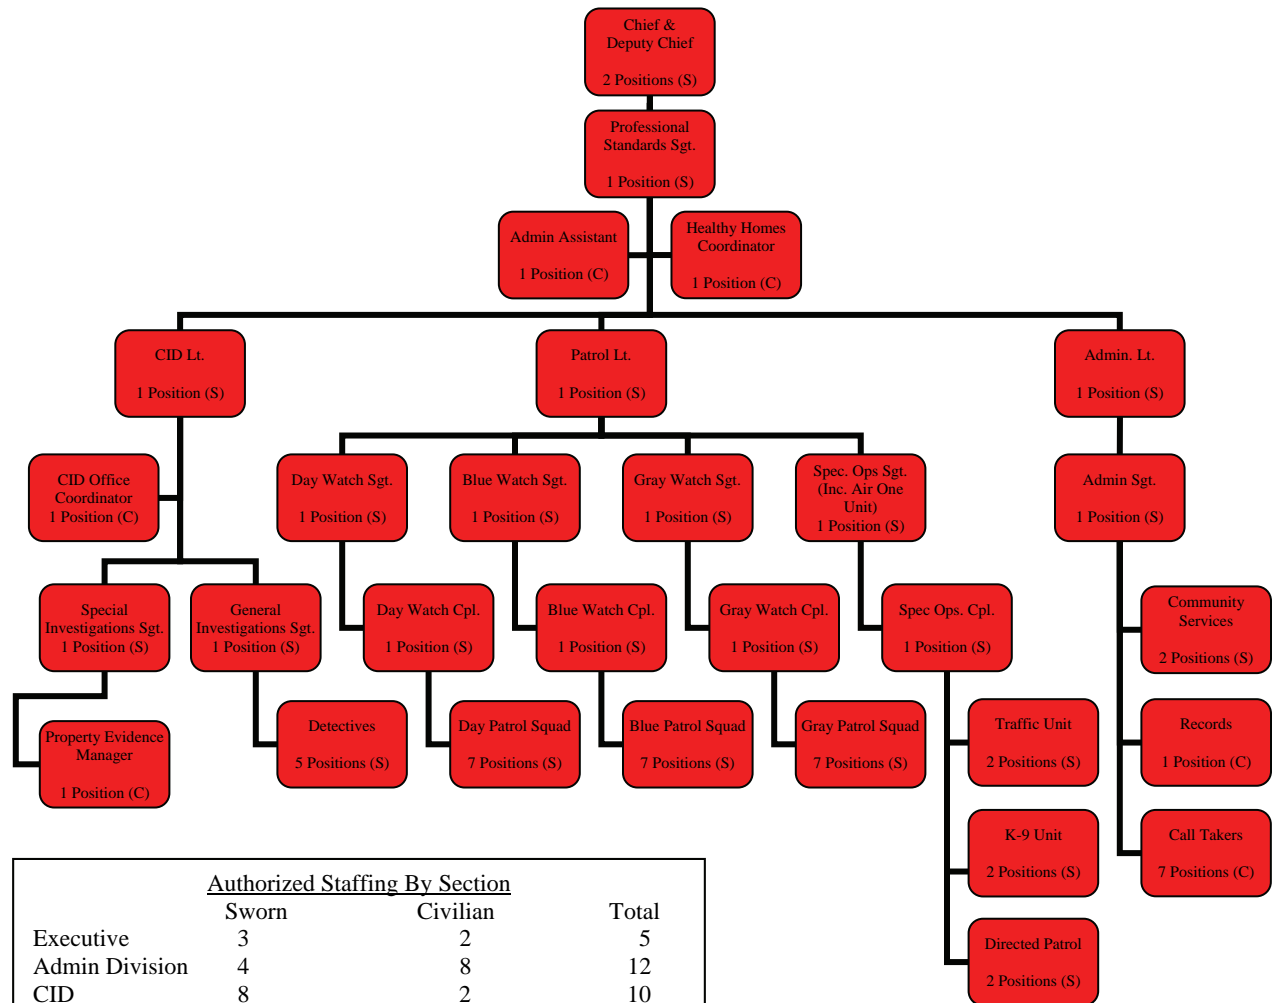 Chief &
Deputy Chief
2 Positions (S)
Professional
Standards Sgt.
1 Position (S)
Admin Assistant
1 Position (C)
Healthy Homes
Coordinator
1 Position (C)
CID Lt.
1 Position (S)
Patrol Lt.
1 Position (S)
Admin. Lt.
1 Position (S)
CID Office
Coordinator
1 Position (C)
Day Watch Sgt.
1 Position (S)
Blue Watch Sgt.
1 Position (S)
Gray Watch Sgt.
1 Position (S)
Spec. Ops Sgt.
(Inc. Air One
Unit)
1 Position (S)
Admin Sgt.
1 Position (S)
Special
Investigations Sgt.
1 Position (S)
General
Investigations Sgt.
1 Position (S)
Day Watch Cpl.
1 Position (S)
Blue Watch Cpl.
1 Position (S)
Gray Watch Cpl.
1 Position (S)
Spec Ops. Cpl.
1 Position (S)
Community
Services
2 Positions (S)
Property Evidence
Manager
1 Position (C)
Detectives
5 Positions (S)
Day Patrol Squad
7 Positions (S)
Blue Patrol Squad
7 Positions (S)
Gray Patrol Squad
7 Positions (S)
Traffic Unit
2 Positions (S)
Records
1 Position (C)
K-9 Unit
2 Positions (S)
Call Takers
7 Positions (C)
Directed Patrol
2 Positions (S)
Authorized Staffing By Section
Sworn Civilian Total
Executive 3 2 5
Admin Division 4 8 12
CID 8 2 10